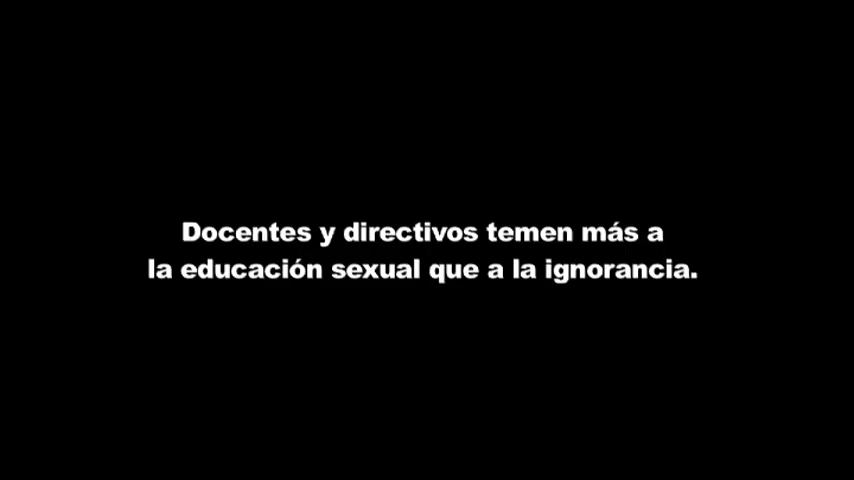 Docentes y directivos temen más a
la educación sexual que a la ignorancia.